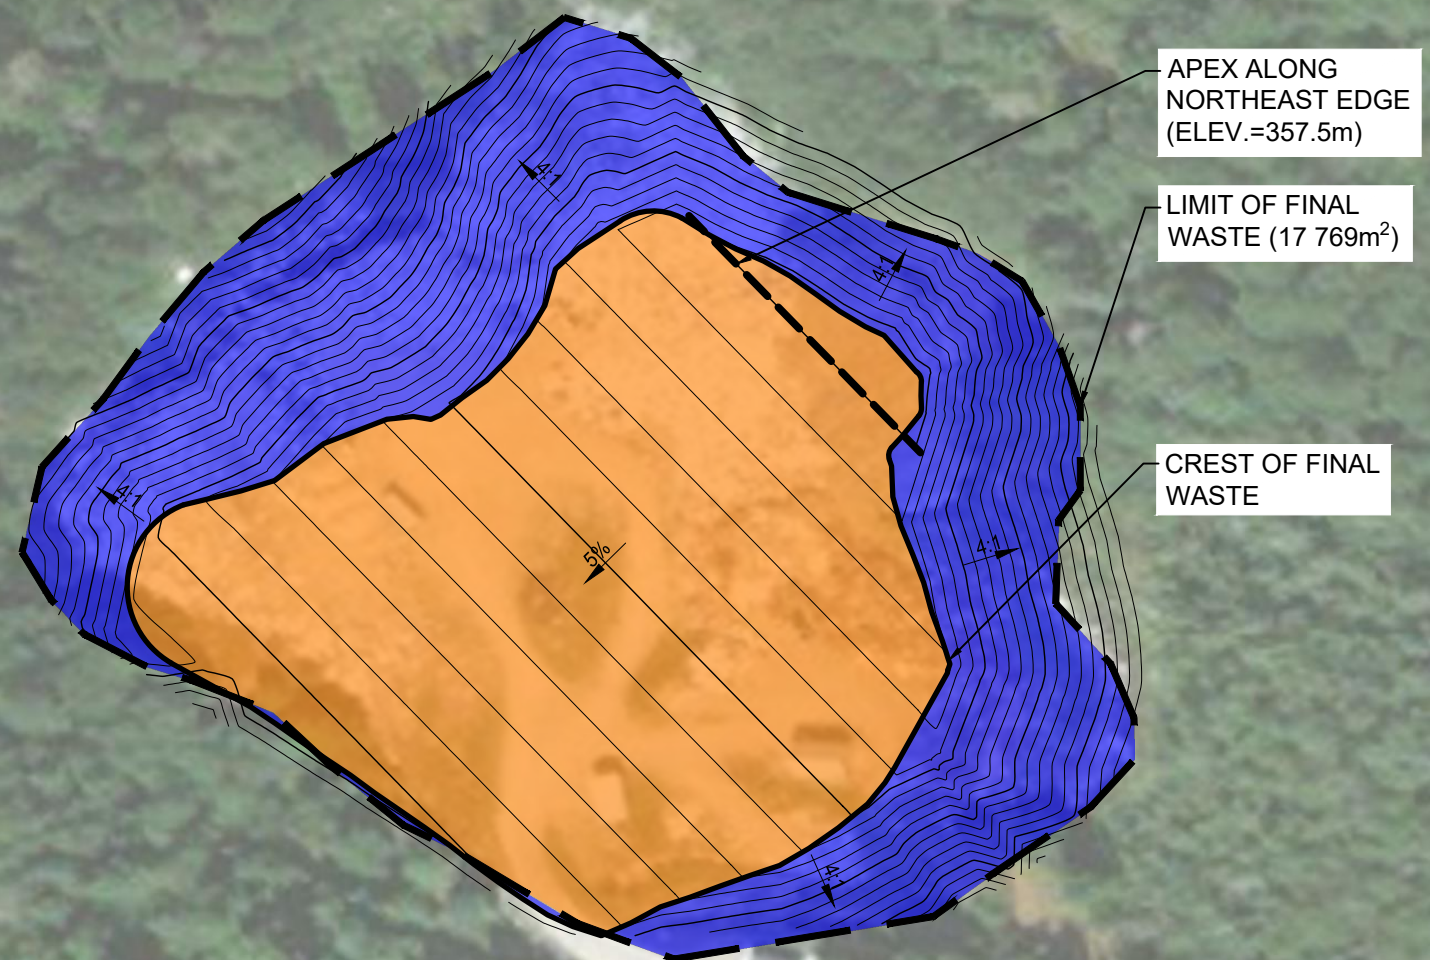 APEX ALONG
NORTHEAST EDGE
(ELEV.=357.5m)
LIMIT OF FINAL
WASTE (17 769m²)
CREST OF FINAL
WASTE
4:1
4:1
4:1
4:1
5%
4:1